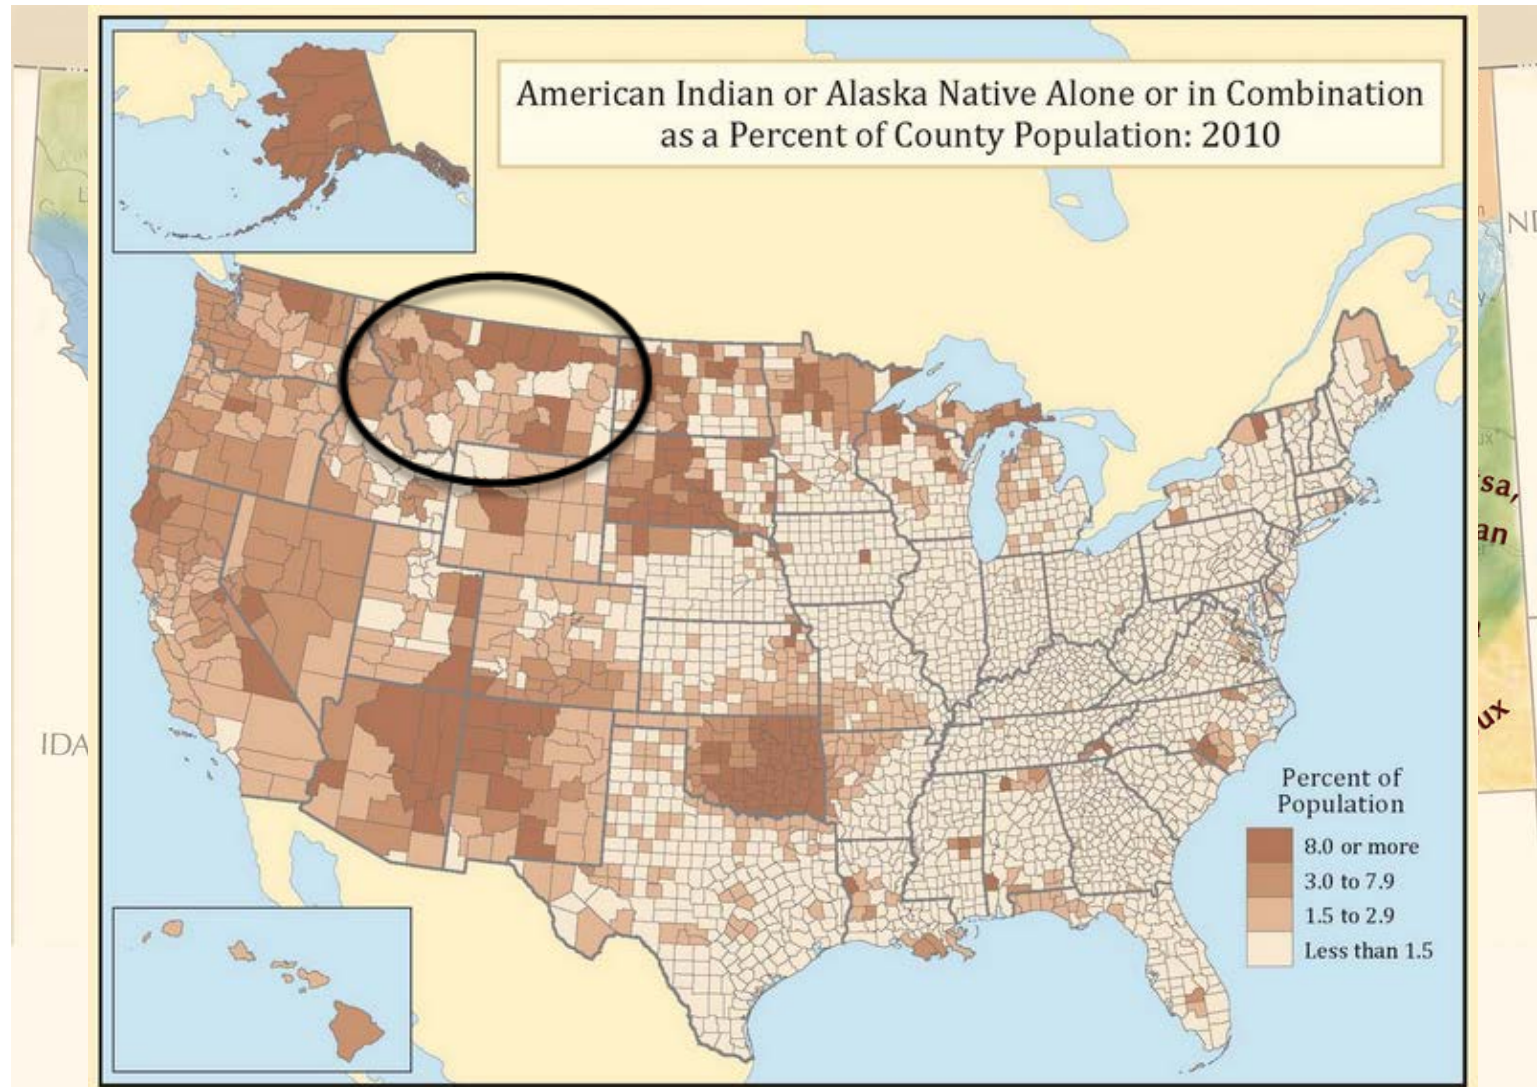 American Indian or Alaska Native Alone or in Combination
as a Percent of County Population: 2010
IDA
sa,
an
ux
Percent of
Population
8.0 or more
3.0 to 7.9
1.5 to 2.9
Less than 1.5